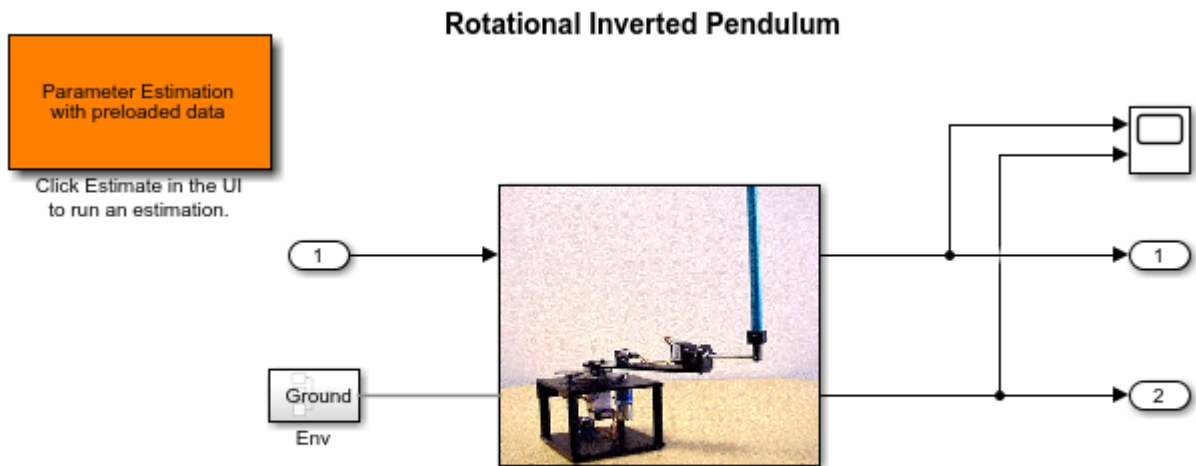 Rotational Inverted Pendulum
Parameter Estimation
with preloaded data
Click Estimate in the UI
to run an estimation.
1
1
Ground
Env
2